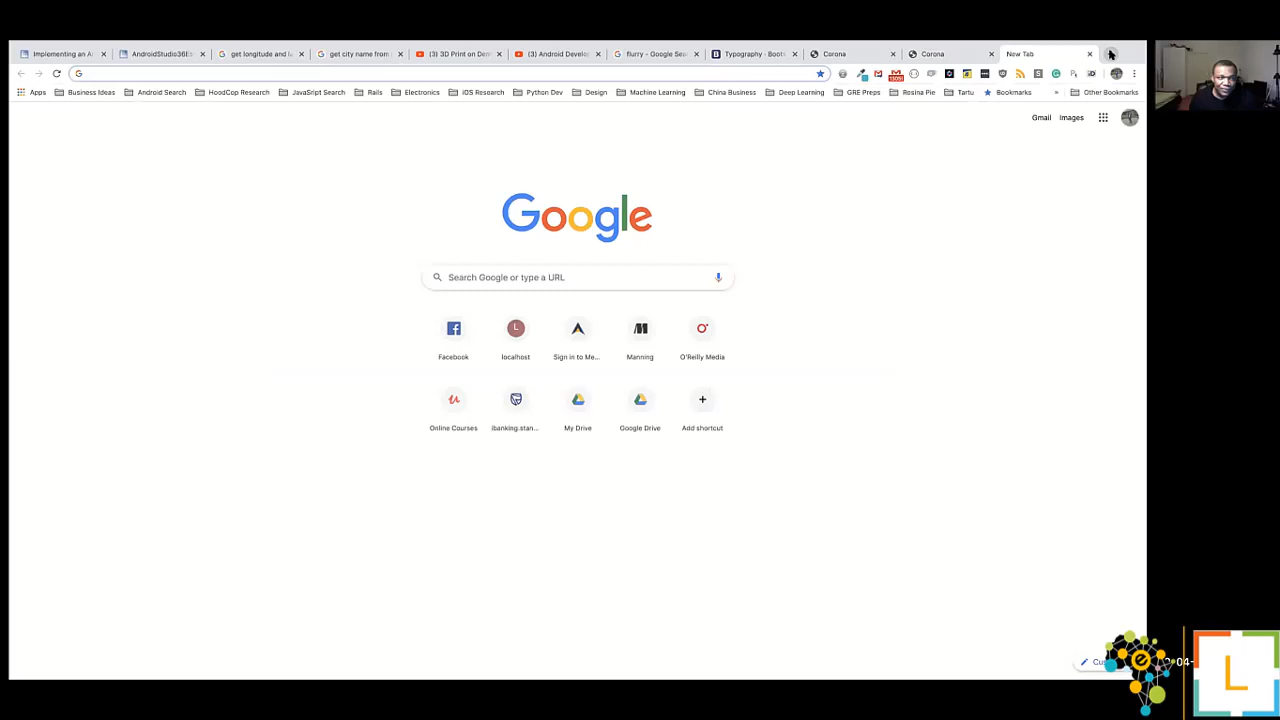 Implementing an A
AndroidStudio36E
get longitude and l
get city name from
(3) 3D Print on Dem
(3) Android Develo
flurry - Google Sea
Typography · Boots
Corona
Corona
New Tab
Apps
Business Ideas
Android Search
HoodCop Research
JavaSript Search
Rails
Electronics
iOS Research
Python Dev
Design
Machine Learning
China Business
Deep Learning
GRE Preps
Resina Pie
Tartu
Bookmarks
Other Bookmarks
Gmail
Images
Google
Search Google or type a URL
L
Facebook
localhost
Sign in to Me...
Manning
O'Reilly Media
Online Courses
ibanking.stan...
My Drive
Google Drive
Add shortcut
e
L